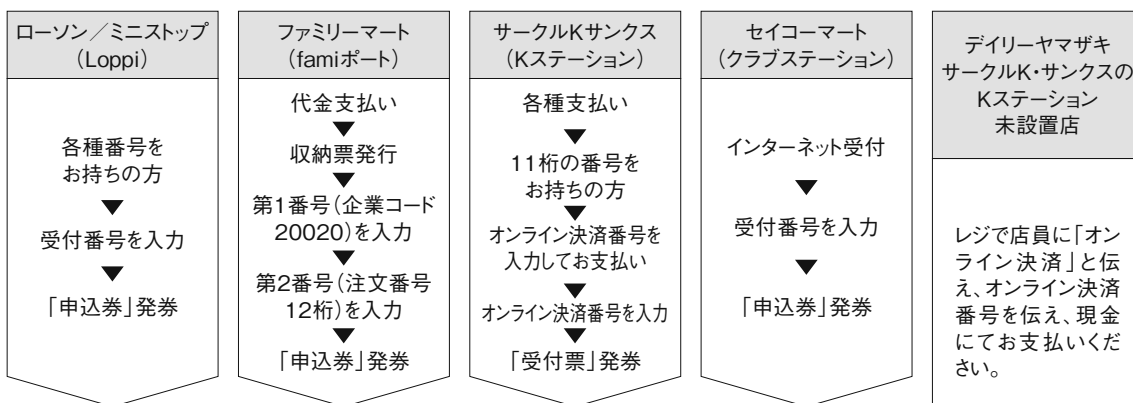 ローソン／ミニストップ
（Loppi）
各種番号を
お持ちの方
▼
受付番号を入力
▼
「申込券」発券
ファミリーマート
（famiポート）
代金支払い
▼
収納票発行
▼
第1番号（企業コード
20020）を入力
▼
第2番号（注文番号
12桁）を入力
▼
「申込券」発券
サークルKサンクス
（Kステーション）
各種支払い
▼
11桁の番号を
お持ちの方
▼
オンライン決済番号を
入力してお支払い
▼
オンライン決済番号を入力
▼
「受付票」発券
セイコーマート
（クラブステーション）
インターネット受付
▼
受付番号を入力
▼
「申込券」発券
デイリーヤマザキ
サークルK・サンクスの
Kステーション
未設置店
レジで店員に「オン
ライン決済」と伝
え、オンライン決済
番号を伝え、現金
にてお支払いくだ
さい。